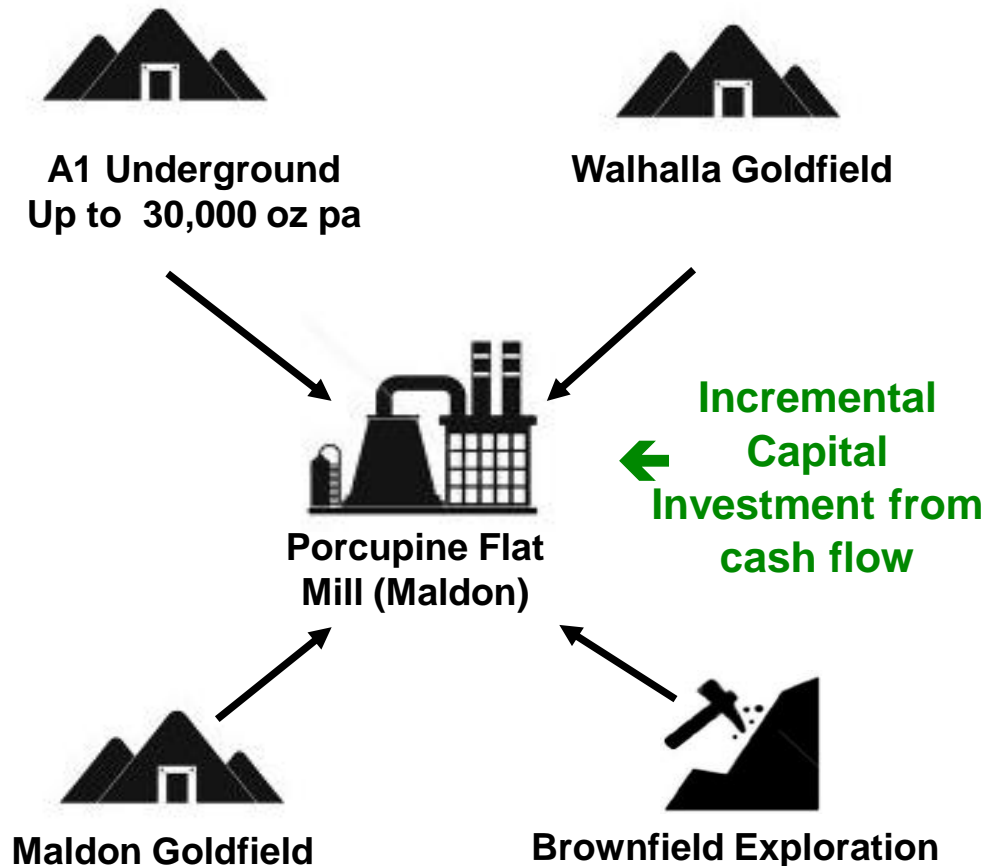 A1 Underground
Up to  30,000 oz pa
Walhalla Goldfield
Incremental
Capital
Investment from
cash flow
Porcupine Flat
Mill (Maldon)
Maldon Goldfield
Brownfield Exploration